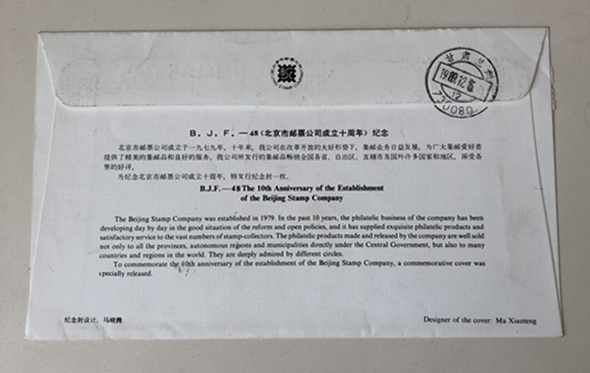 甘肃兰州
1989.12.
12
730080
B．J．F．—48《北京市邮票公司成立十周年》纪念
北京市邮票公司成立于一九七九年，十年来，我公司在改革开放的大好形势下，集邮业务日益发展，为广大集邮爱好者
提供了精美的集邮品和良好的服务，我公司所发行的集邮品畅销全国各省、自治区、直辖市及国外许多国家和地区，深受各
界的好评。
为纪念北京市邮票公司成立十周年，特发行纪念封一枚。
B.J.F.—48 The 10th Anniversary of the Establishment
of the Beijing Stamp Company
The Beijing Stamp Company was established in 1979. In the past 10 years, the philatelic business of the company has been
developing day by day in the good situation of the reform and open policies, and it has supplied exquisite philatelic products and
satisfactory service to the vast numbers of stamp-collectors. The philatelic products made and released by the company are well sold
not only to all the provinces, autonomous regions and municipalities directly under the Central Government, but also to many
countries and regions in the world. They are deeply admired by different circles.
To commemorate the 10th anniversary of the establishment of the Beijing Stamp Company, a commemorative cover was
specially released.
纪念封设计：马晓腾
Designer of the cover: Ma Xiaoteng